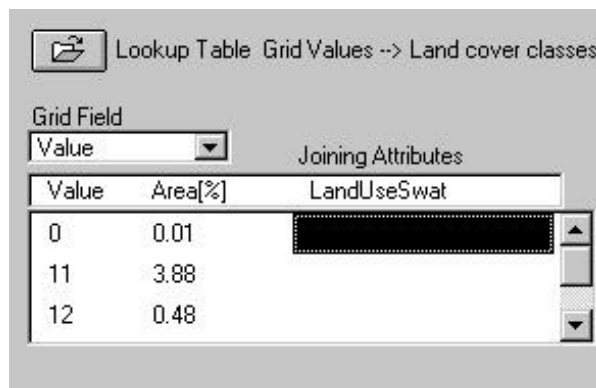 Lookup Table Grid Values --> Land cover classes
Grid Field
Value
Joining Attributes
Value Area[%] LandUseSwat
0 0.01
11 3.88
12 0.48